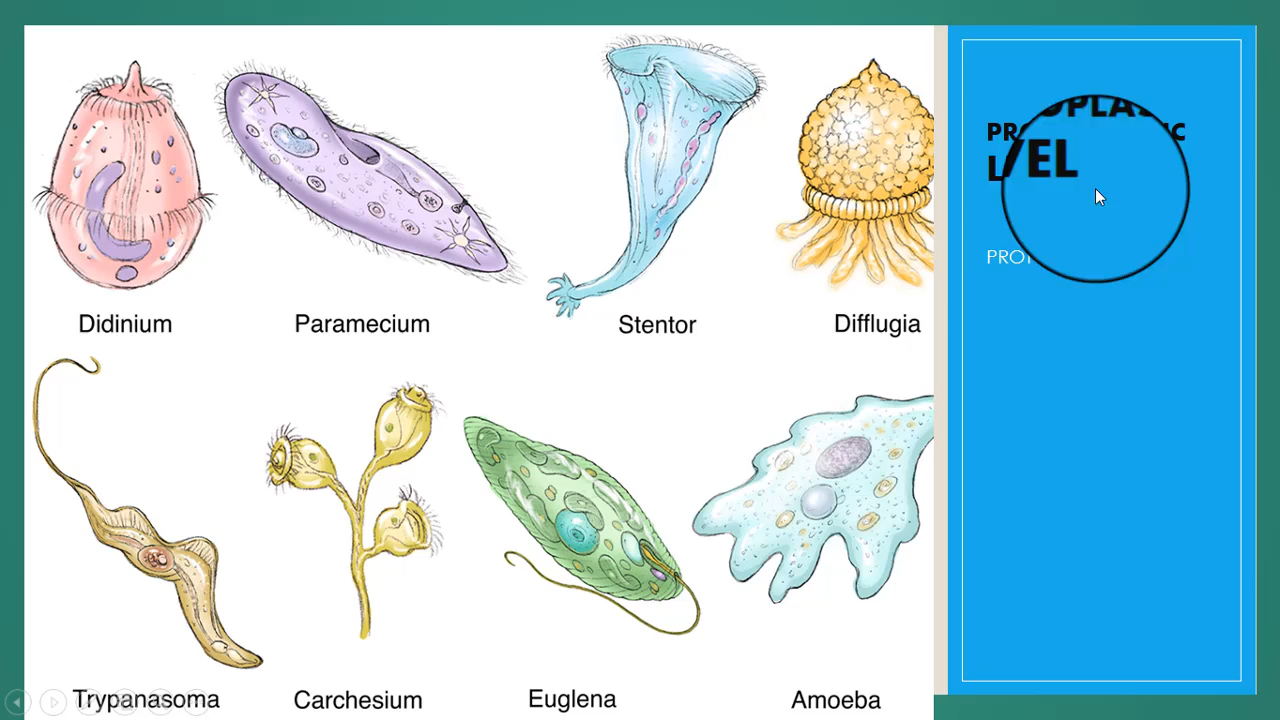 Didinium
Paramecium
Stentor
Difflugia
Trypanasoma
Carchesium
Euglena
Amoeba